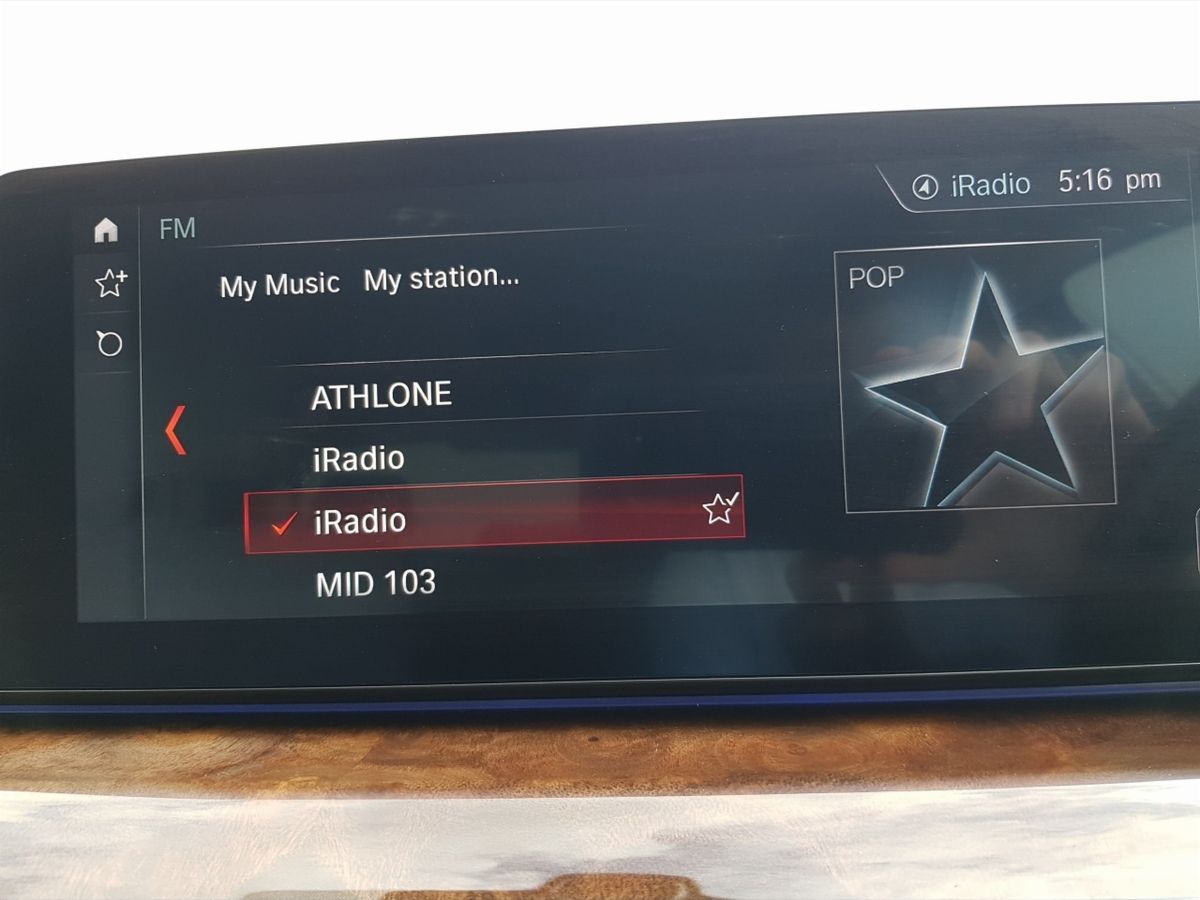 iRadio 5:16 pm
FM
My Music My station...
POP
ATHLONE
iRadio
iRadio
MID 103